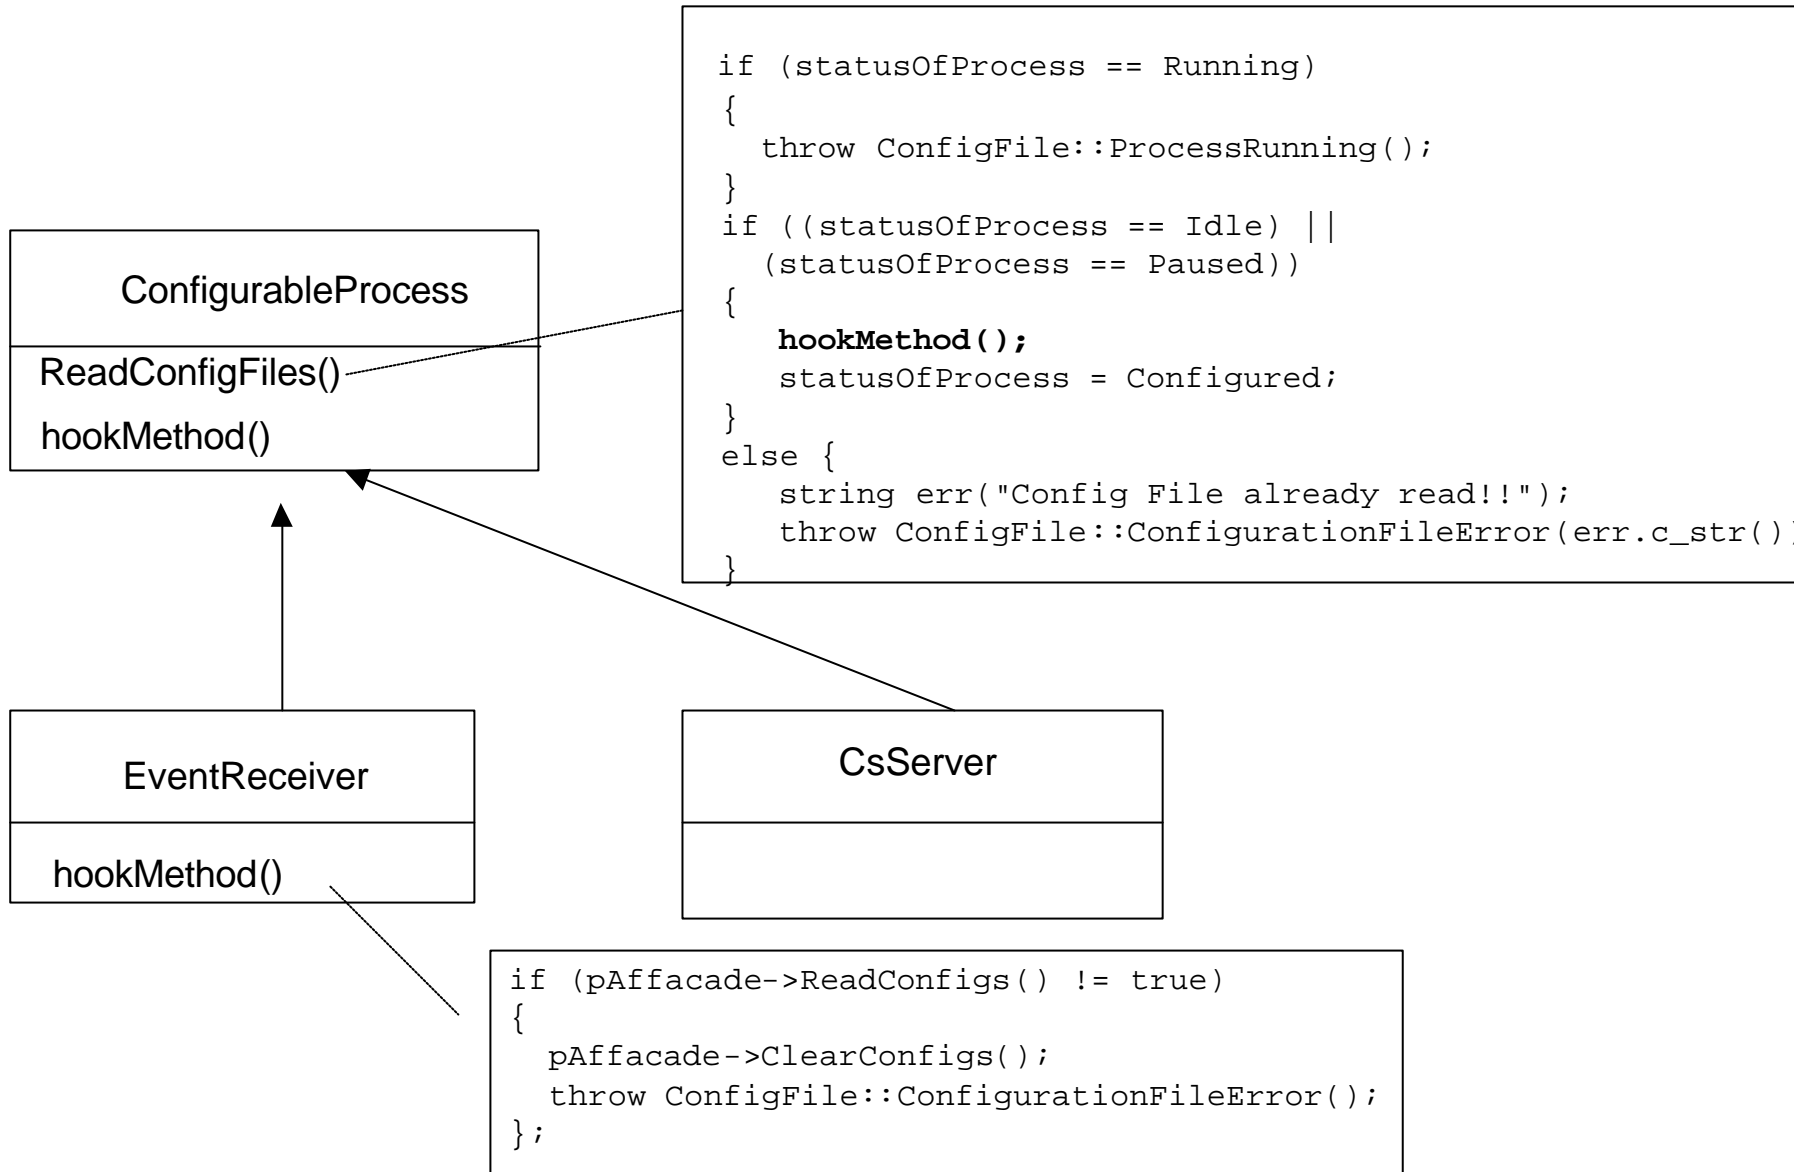 if (statusOfProcess == Running)
{
  throw ConfigFile::ProcessRunning();
}
if ((statusOfProcess == Idle) ||
  (statusOfProcess == Paused))
{
   hookMethod();
   statusOfProcess = Configured;
}
else {
   string err("Config File already read!!");
   throw ConfigFile::ConfigurationFileError(err.c_str())
}
ConfigurableProcess
ReadConfigFiles()
hookMethod()
EventReceiver
hookMethod()
CsServer
if (pAffacade->ReadConfigs() != true)
{
  pAffacade->ClearConfigs();
  throw ConfigFile::ConfigurationFileError();
};